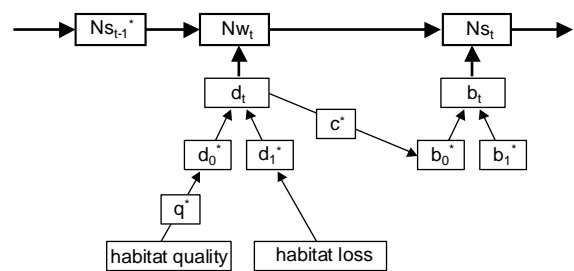 Ns_{t-1}* Nw_t Ns_t
d_t b_t
c*
d_0* d_1* b_0* b_1*
q*
habitat quality habitat loss